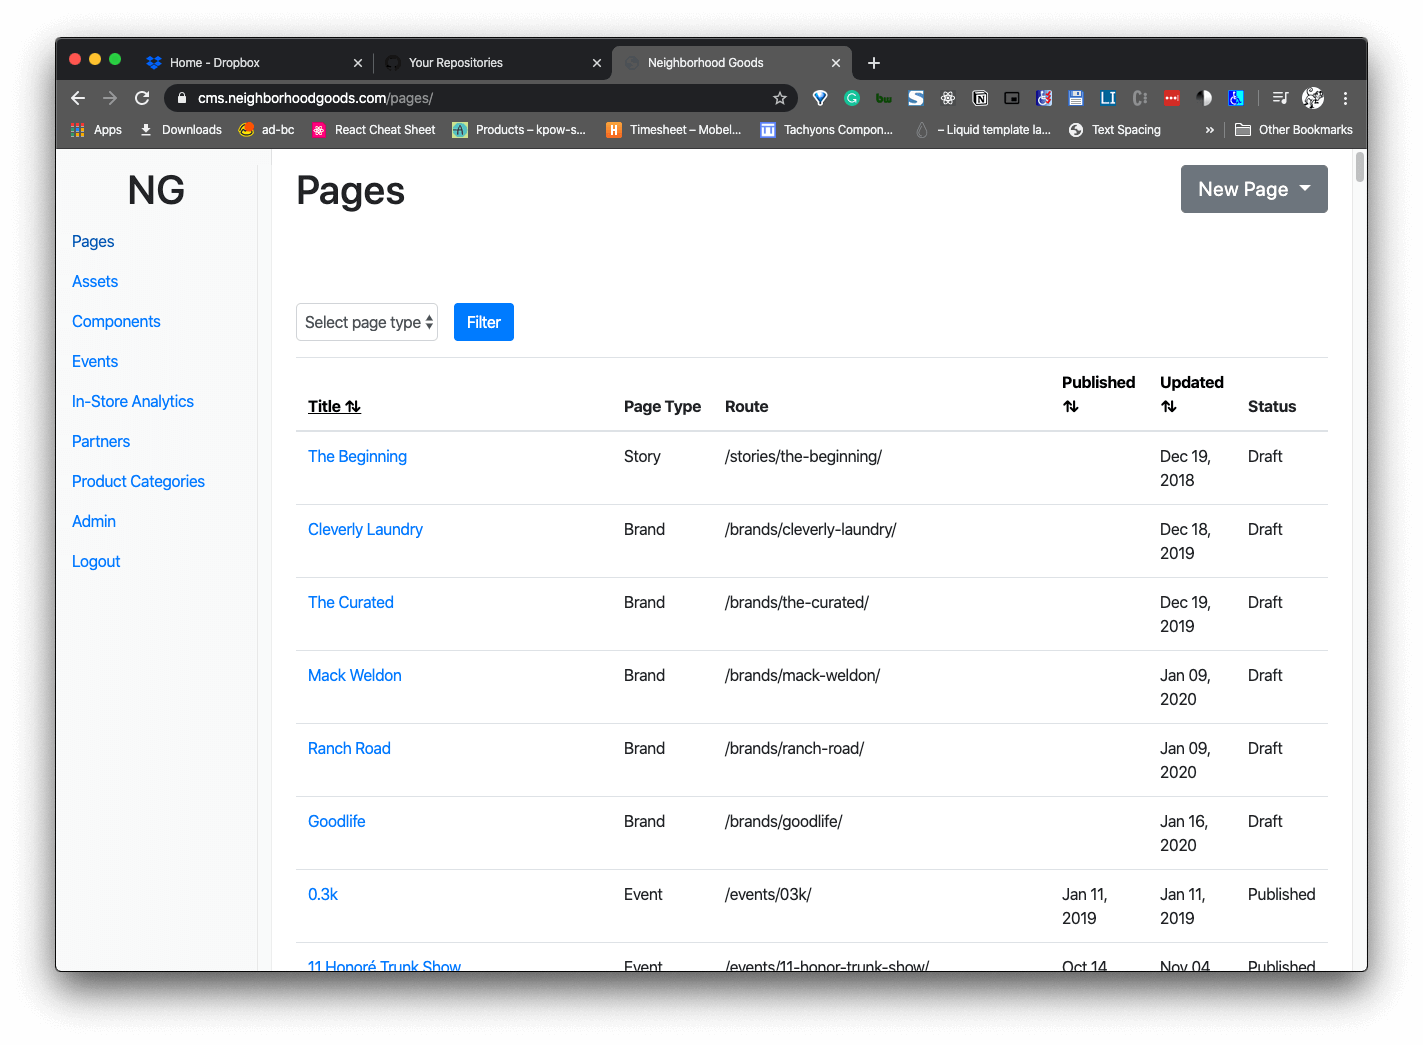 Home - Dropbox
Your Repositories
Neighborhood Goods
cms.neighborhoodgoods.com/pages/
Apps
Downloads
ad-bc
React Cheat Sheet
Products – kpow-s...
Timesheet – Mobel...
Tachyons Compon...
– Liquid template la...
Text Spacing
»
Other Bookmarks
NG
Pages
Assets
Components
Events
In-Store Analytics
Partners
Product Categories
Admin
Logout
Pages
New Page
Select page type
Filter
Title Page Type Route Published Updated Status
The Beginning Story /stories/the-beginning/ Dec 19, Draft
2018
Cleverly Laundry Brand /brands/cleverly-laundry/ Dec 18, Draft
2019
The Curated Brand /brands/the-curated/ Dec 19, Draft
2019
Mack Weldon Brand /brands/mack-weldon/ Jan 09, Draft
2020
Ranch Road Brand /brands/ranch-road/ Jan 09, Draft
2020
Goodlife Brand /brands/goodlife/ Jan 16, Draft
2020
0.3k Event /events/03k/ Jan 11, Jan 11, Published
2019 2019
11 Honoré Trunk Show Event /events/11-honor-trunk-show/ Oct 14 Nov 04 Published